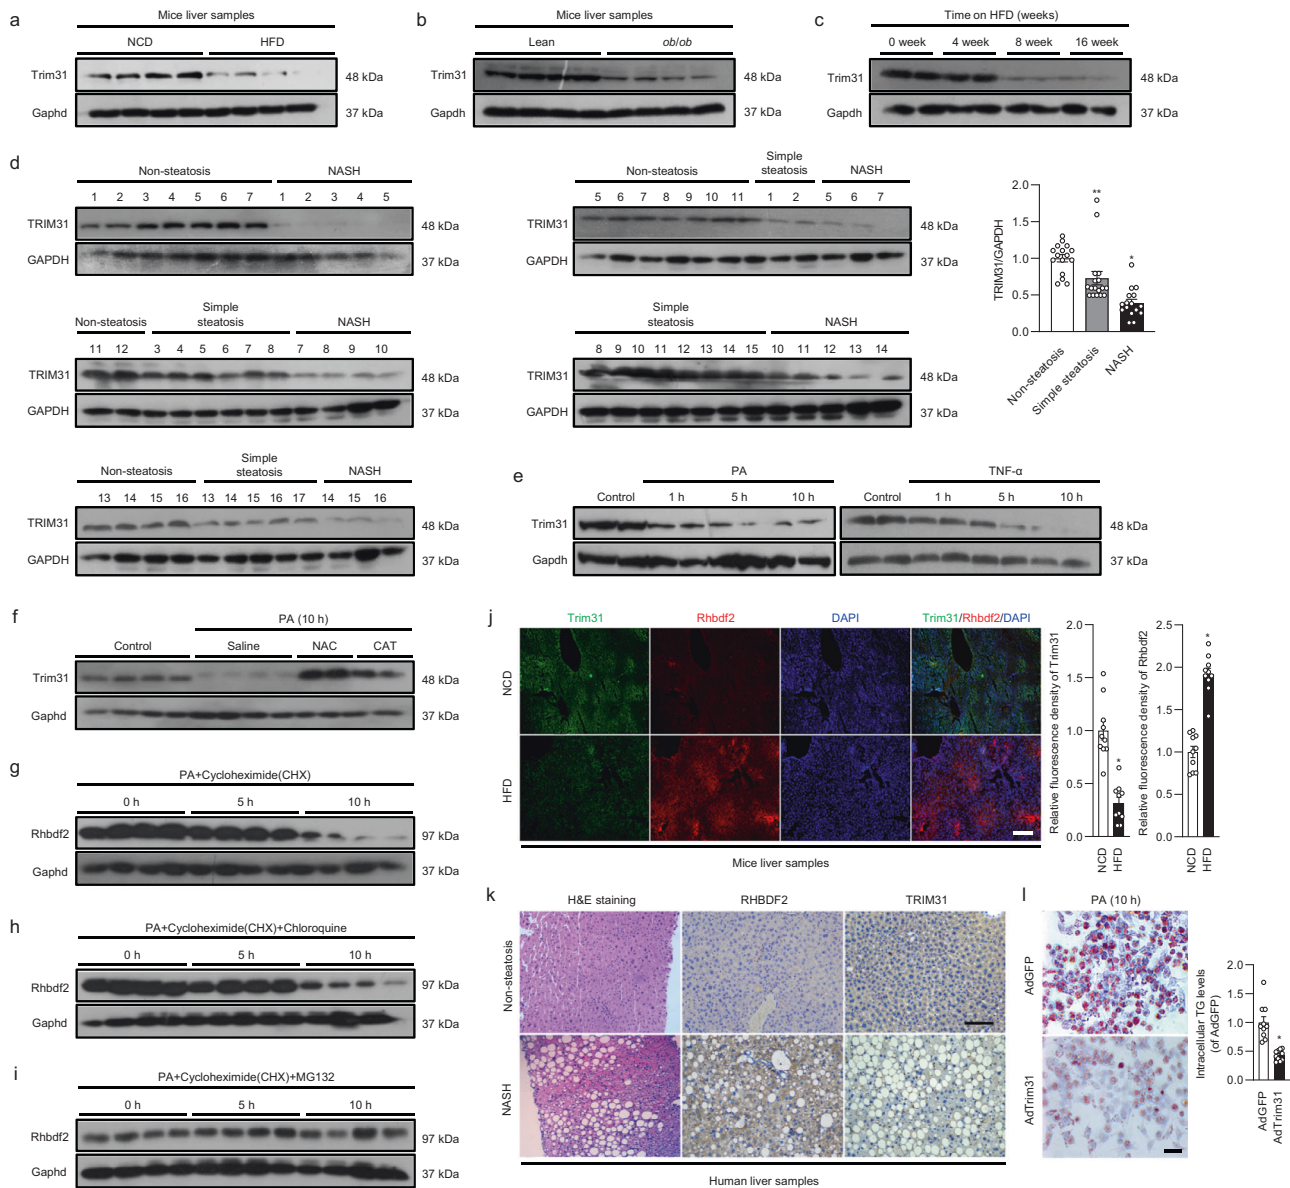 a
Mice liver samples
NCD HFD
Trim31 48 kDa
Gaphd 37 kDa
b
Mice liver samples
Lean ob/ob
Trim31 48 kDa
Gapdh 37 kDa
c
Time on HFD (weeks)
0 week 4 week 8 week 16 week
Trim31 48 kDa
Gapdh 37 kDa
d
Non-steatosis NASH
1 2 3 4 5 6 7 1 2 3 4 5
TRIM31 48 kDa
GAPDH 37 kDa
Non-steatosis Simple steatosis NASH
5 6 7 8 9 10 11 1 2 5 6 7
TRIM31 48 kDa
GAPDH 37 kDa
Non-steatosis Simple steatosis NASH
11 12 3 4 5 6 7 8 7 8 9 10
TRIM31 48 kDa
GAPDH 37 kDa
Simple steatosis NASH
8 9 10 11 12 13 14 15 10 11 12 13 14
TRIM31 48 kDa
GAPDH 37 kDa
Non-steatosis Simple steatosis NASH
13 14 15 16 13 14 15 16 17 14 15 16
TRIM31 48 kDa
GAPDH 37 kDa
TRIM31/GAPDH
2.0
1.5
1.0
0.5
0.0
**
*
Non-steatosis
Simple steatosis
NASH
e
PA
Control 1 h 5 h 10 h
TNF-α
Control 1 h 5 h 10 h
Trim31 48 kDa
Gapdh 37 kDa
f
PA (10 h)
Control Saline NAC CAT
Trim31 48 kDa
Gaphd 37 kDa
g
PA+Cycloheximide(CHX)
0 h 5 h 10 h
Rhbdf2 97 kDa
Gaphd 37 kDa
h
PA+Cycloheximide(CHX)+Chloroquine
0 h 5 h 10 h
Rhbdf2 97 kDa
Gaphd 37 kDa
i
PA+Cycloheximide(CHX)+MG132
0 h 5 h 10 h
Rhbdf2 97 kDa
Gaphd 37 kDa
j
Trim31 Rhbdf2 DAPI Trim31/Rhbdf2/DAPI
NCD
HFD
Mice liver samples
Relative fluorescence density of Trim31
2.0
1.5
1.0
0.5
0.0
*
NCD
HFD
Relative fluorescence density of Rhbdf2
2.5
2.0
1.5
1.0
0.5
0.0
*
NCD
HFD
k
H&E staining RHBDF2 TRIM31
Non-steatosis
NASH
Human liver samples
l
PA (10 h)
AdGFP
AdTrim31
Intracellular TG levels
(of AdGFP)
2.0
1.5
1.0
0.5
0.0
*
AdGFP
AdTrim31